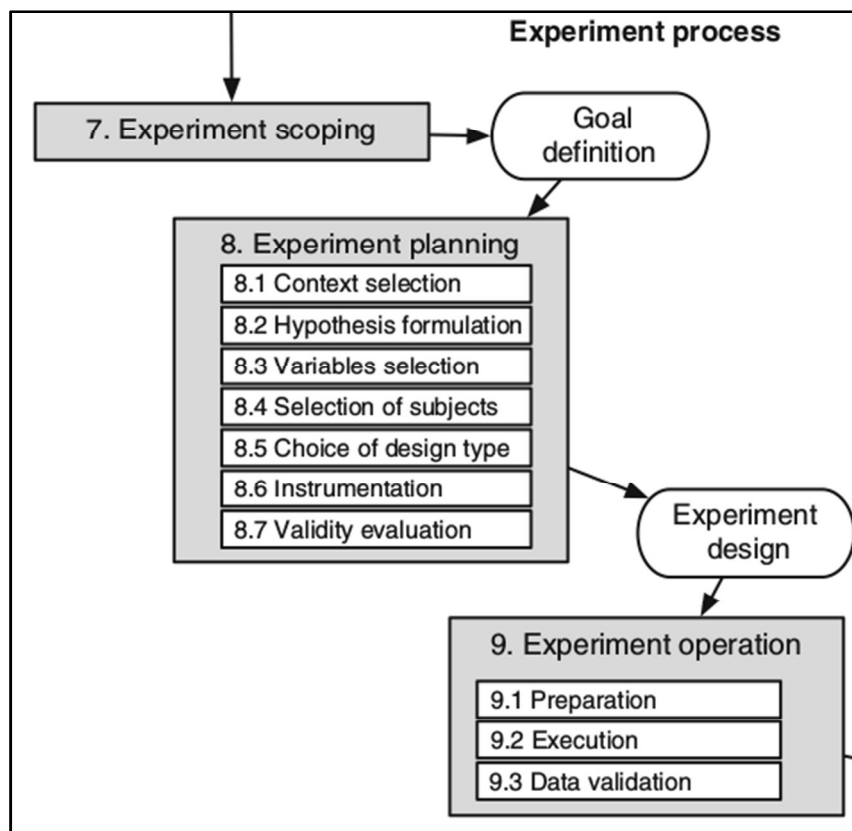 Experiment process
7. Experiment scoping
Goal
definition
8. Experiment planning
8.1 Context selection
8.2 Hypothesis formulation
8.3 Variables selection
8.4 Selection of subjects
8.5 Choice of design type
8.6 Instrumentation
8.7 Validity evaluation
Experiment
design
9. Experiment operation
9.1 Preparation
9.2 Execution
9.3 Data validation